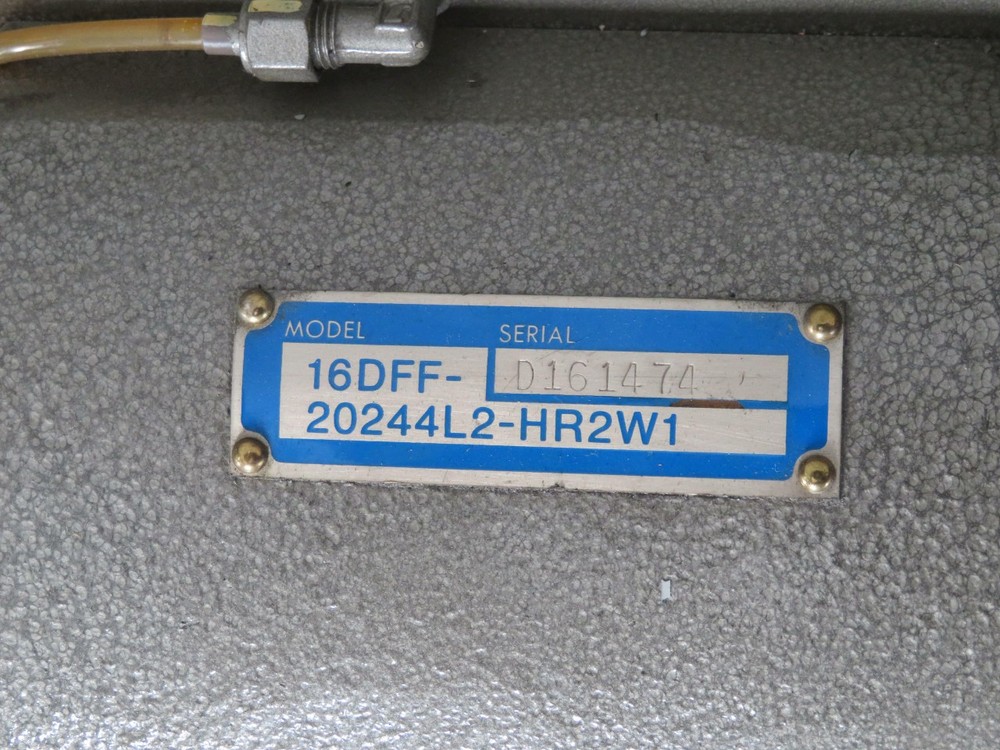 MODEL SERIAL
16DFF- D161474
20244L2-HR2W1